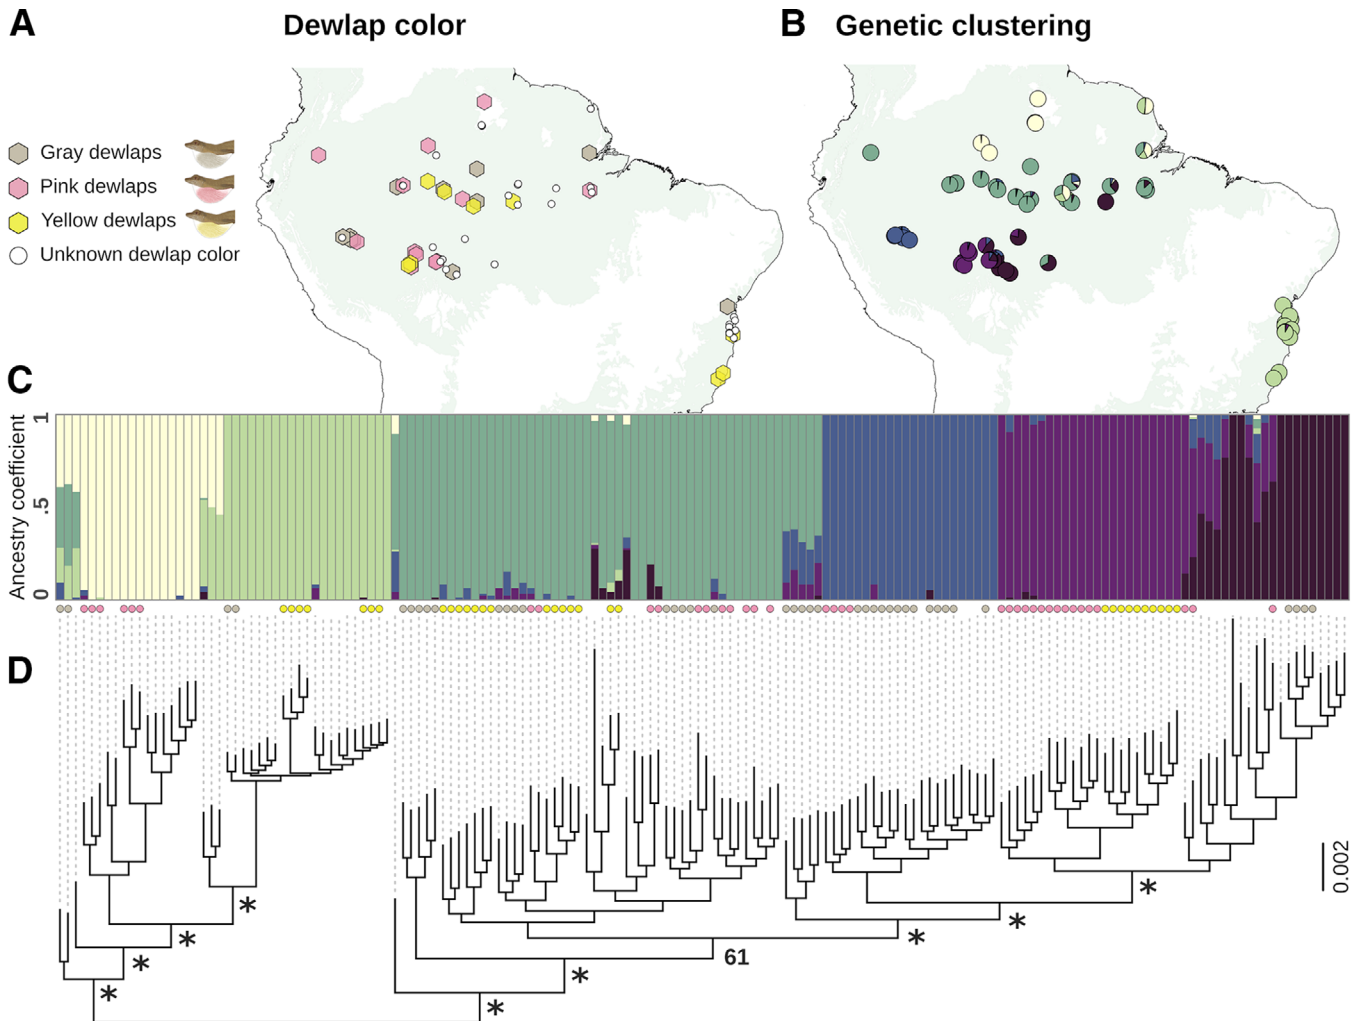 A
Dewlap color
B
Genetic clustering
Gray dewlaps
Pink dewlaps
Yellow dewlaps
Unknown dewlap color
C
Ancestry coefficient
1
.5
0
D
0.002
*
*
*
*
*
*
*
61
*
*